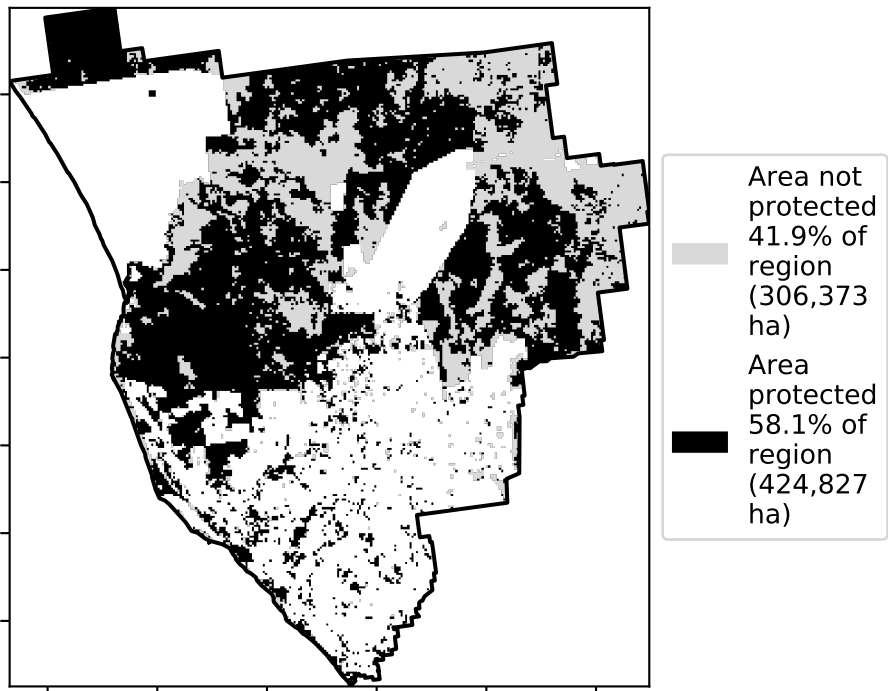 Area not
protected
41.9% of
region
(306,373
ha)
Area
protected
58.1% of
region
(424,827
ha)